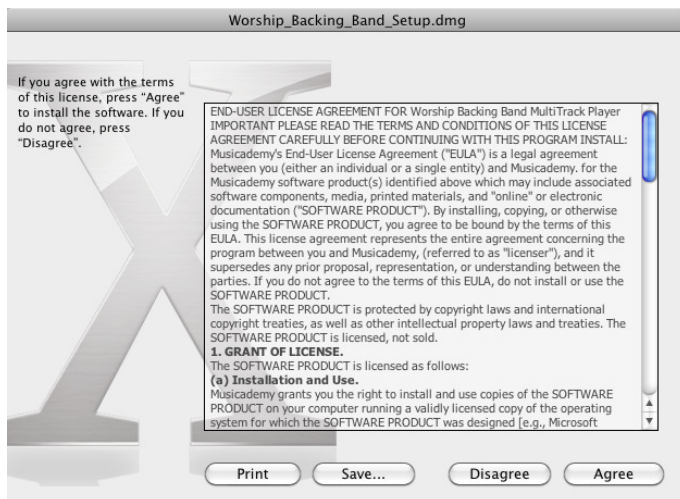 Worship_Backing_Band_Setup.dmg
If you agree with the terms
of this license, press “Agree”
to install the software. If you
do not agree, press
“Disagree”.
END-USER LICENSE AGREEMENT FOR Worship Backing Band MultiTrack Player
IMPORTANT PLEASE READ THE TERMS AND CONDITIONS OF THIS LICENSE
AGREEMENT CAREFULLY BEFORE CONTINUING WITH THIS PROGRAM INSTALL:
Musicademy's End-User License Agreement ("EULA") is a legal agreement
between you (either an individual or a single entity) and Musicademy. for the
Musicademy software product(s) identified above which may include associated
software components, media, printed materials, and "online" or electronic
documentation ("SOFTWARE PRODUCT"). By installing, copying, or otherwise
using the SOFTWARE PRODUCT, you agree to be bound by the terms of this
EULA. This license agreement represents the entire agreement concerning the
program between you and Musicademy, (referred to as "licenser"), and it
supersedes any prior proposal, representation, or understanding between the
parties. If you do not agree to the terms of this EULA, do not install or use the
SOFTWARE PRODUCT.
The SOFTWARE PRODUCT is protected by copyright laws and international
copyright treaties, as well as other intellectual property laws and treaties. The
SOFTWARE PRODUCT is licensed, not sold.
1. GRANT OF LICENSE.
The SOFTWARE PRODUCT is licensed as follows:
(a) Installation and Use.
Musicademy grants you the right to install and use copies of the SOFTWARE
PRODUCT on your computer running a validly licensed copy of the operating
system for which the SOFTWARE PRODUCT was designed [e.g., Microsoft
Print
Save...
Disagree
Agree